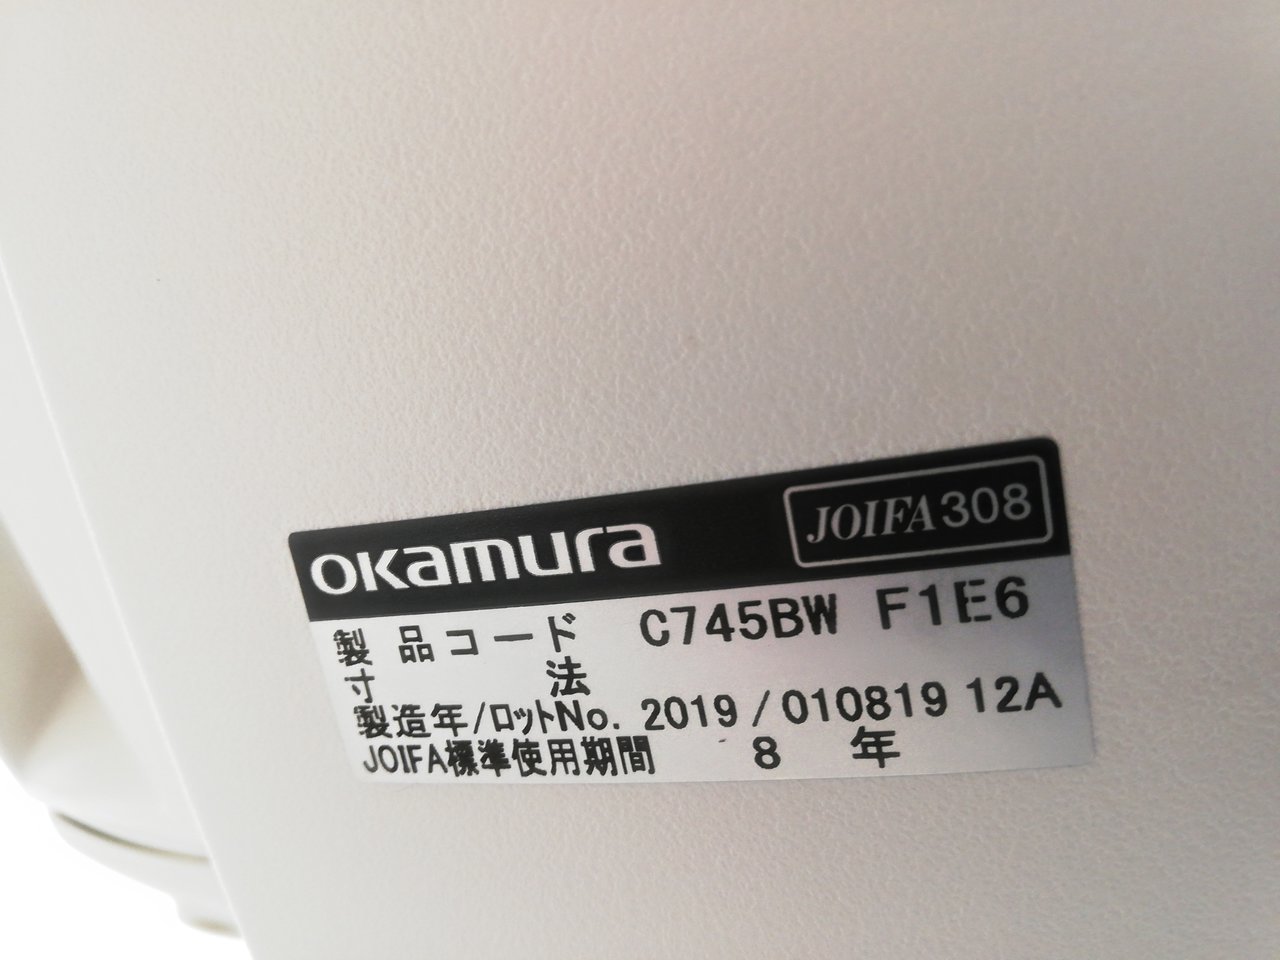 okamura JOIFA308
製品コード C745BW F1E6
寸法
製造年/ロットNo. 2019/010819 12A
JOIFA標準使用期間 8年